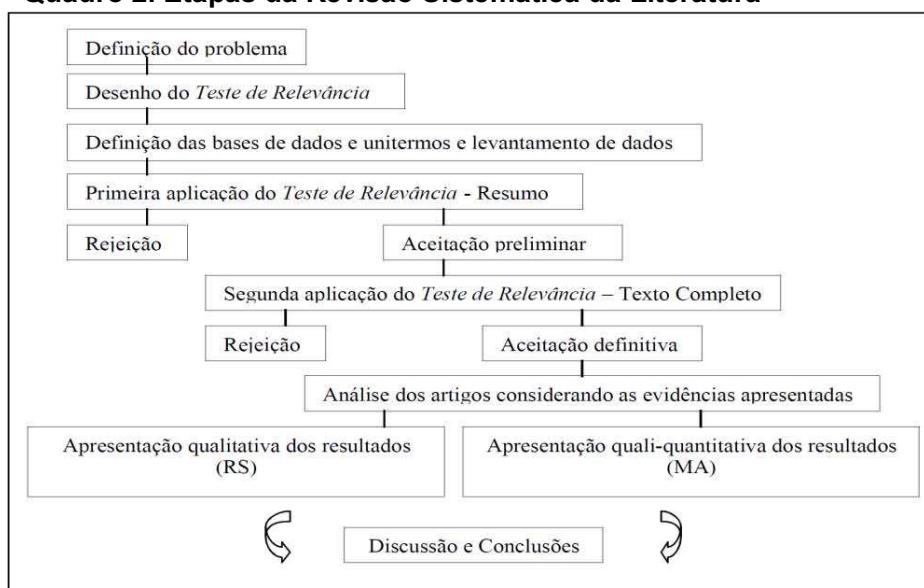 Quadro 2: Etapas da Revisão Sistemática da Literatura
Definição do problema
Desenho do Teste de Relevância
Definição das bases de dados e unitermos e levantamento de dados
Primeira aplicação do Teste de Relevância - Resumo
Rejeição
Aceitação preliminar
Segunda aplicação do Teste de Relevância – Texto Completo
Rejeição
Aceitação definitiva
Análise dos artigos considerando as evidências apresentadas
Apresentação qualitativa dos resultados
(RS)
Apresentação quali-quantitativa dos resultados
(MA)
Discussão e Conclusões